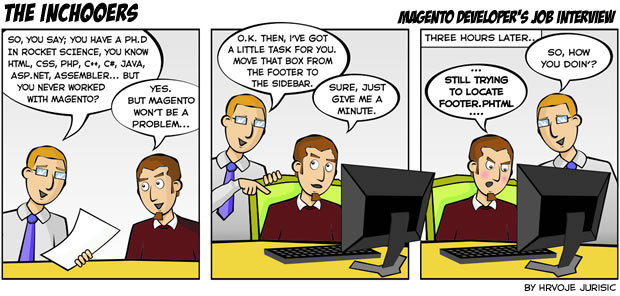 THE INCHOOERS
MAGENTO DEVELOPER'S JOB INTERVIEW
SO, YOU SAY; YOU HAVE A PH.D
IN ROCKET SCIENCE, YOU KNOW
HTML, CSS, PHP, C++, C#, JAVA,
ASP.NET, ASSEMBLER... BUT
YOU NEVER WORKED
WITH MAGENTO?
YES.
BUT MAGENTO
WON'T BE A
PROBLEM...
O.K. THEN, I'VE GOT
A LITTLE TASK FOR YOU.
MOVE THAT BOX FROM
THE FOOTER TO
THE SIDEBAR.
SURE, JUST
GIVE ME A
MINUTE.
THREE HOURS LATER..
...
STILL TRYING
TO LOCATE
FOOTER.PHTML
....
SO, HOW
YOU DOIN'?
BY HRVOJE JURISIC